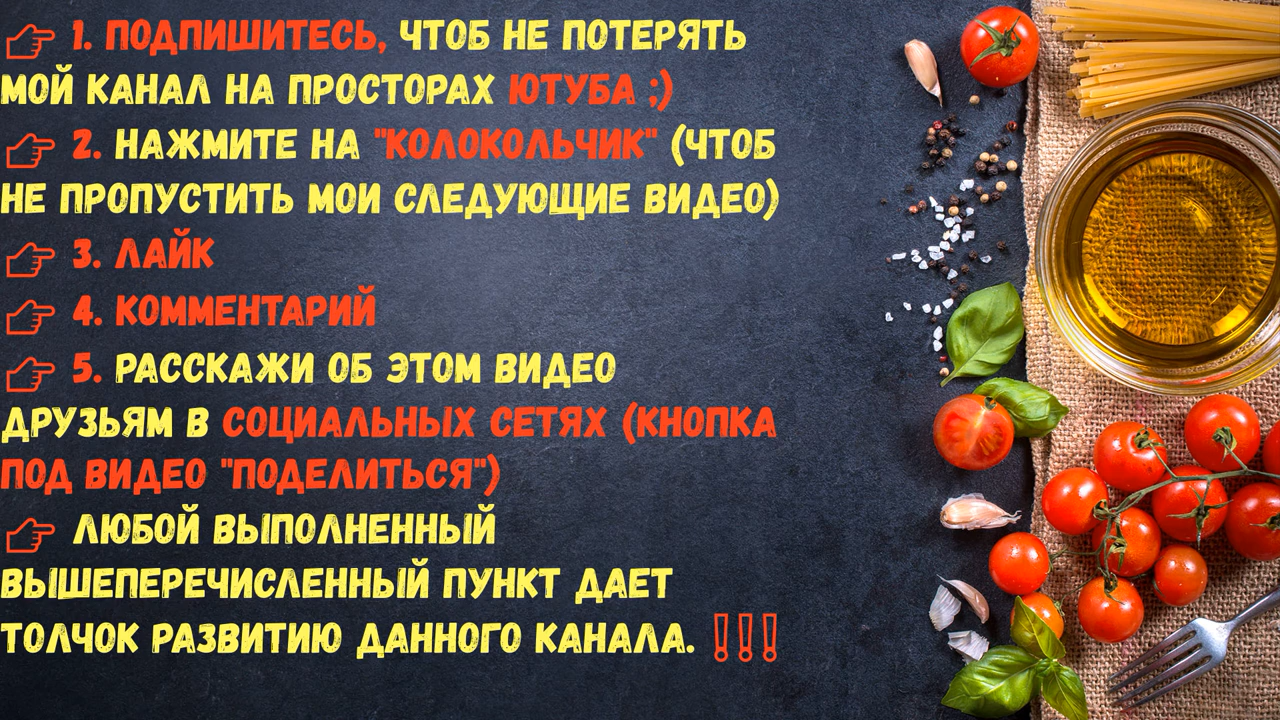 👉 1. ПОДПИШИТЕСЬ, ЧТОБ НЕ ПОТЕРЯТЬ
МОЙ КАНАЛ НА ПРОСТОРАХ ЮТУБА ;)
👉 2. НАЖМИТЕ НА "КОЛОКОЛЬЧИК" (ЧТОБ
НЕ ПРОПУСТИТЬ МОИ СЛЕДУЮЩИЕ ВИДЕО)
👉 3. ЛАЙК
👉 4. КОММЕНТАРИЙ
👉 5. РАССКАЖИ ОБ ЭТОМ ВИДЕО
ДРУЗЬЯМ В СОЦИАЛЬНЫХ СЕТЯХ (КНОПКА
ПОД ВИДЕО "ПОДЕЛИТЬСЯ")
👉 ЛЮБОЙ ВЫПОЛНЕННЫЙ
ВЫШЕПЕРЕЧИСЛЕННЫЙ ПУНКТ ДАЕТ
ТОЛЧОК РАЗВИТИЮ ДАННОГО КАНАЛА. !!!